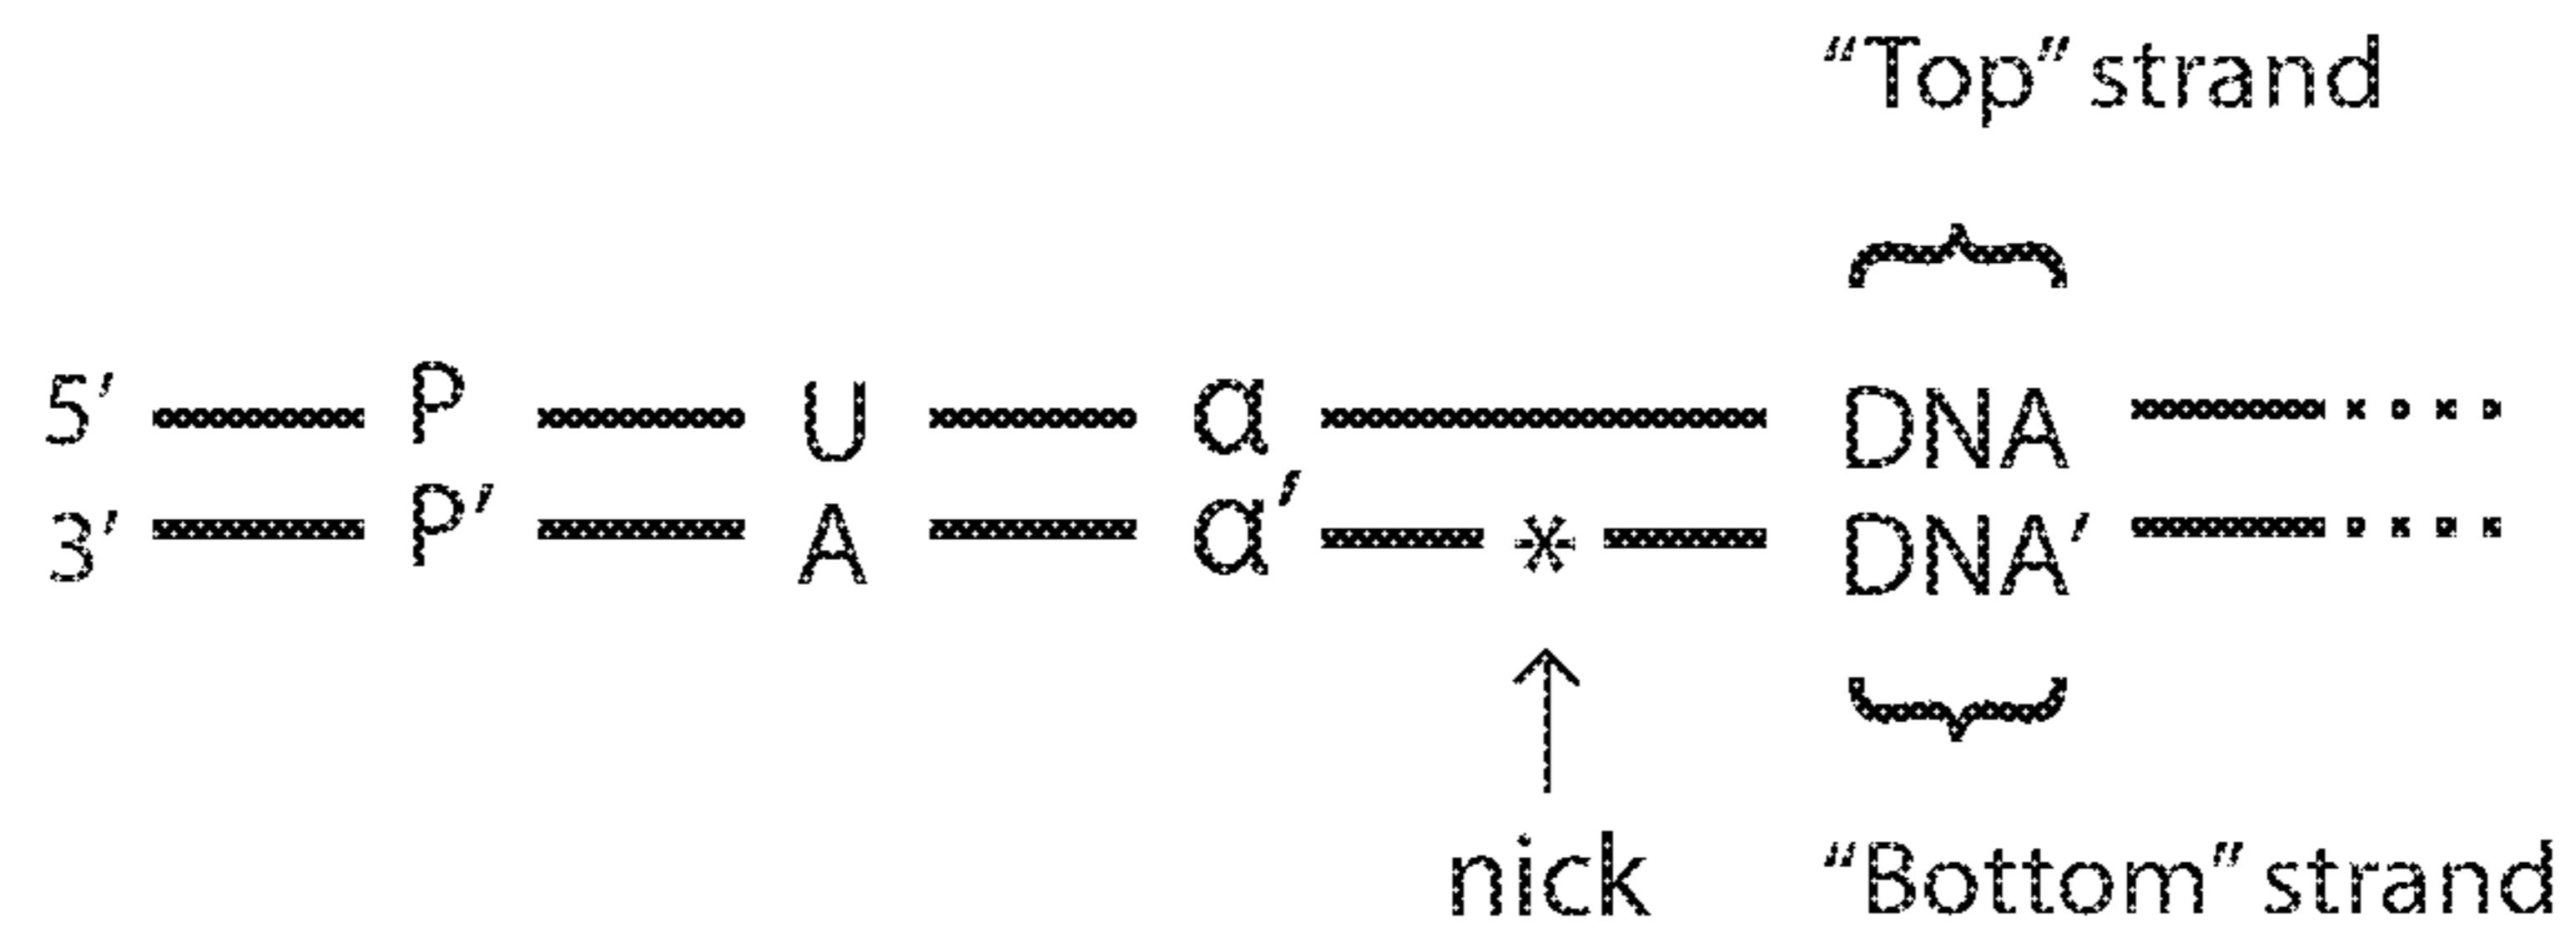 “Top” strand
5′ P U α DNA
3′ P′ A α′ * DNA′
nick
“Bottom” strand